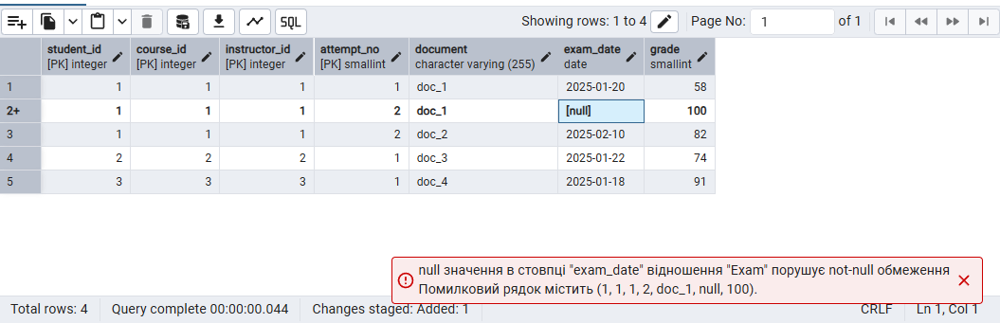 SQL Showing rows: 1 to 4 Page No: 1 of 1
student_id course_id instructor_id attempt_no document exam_date grade
[PK] integer [PK] integer [PK] integer [PK] smallint character varying (255) date smallint
1 1 1 1 1 doc_1 2025-01-20 58
2+ 1 1 1 2 doc_1 [null] 100
3 1 1 1 2 doc_2 2025-02-10 82
4 2 2 2 1 doc_3 2025-01-22 74
5 3 3 3 1 doc_4 2025-01-18 91
null значення в стовпці "exam_date" відношення "Exam" порушує not-null обмеження
Помилковий рядок містить (1, 1, 1, 2, doc_1, null, 100).
Total rows: 4 Query complete 00:00:00.044 Changes staged: Added: 1 CRLF Ln 1, Col 1